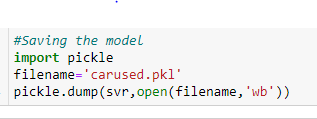 #Saving the model
import pickle
filename='carused.pkl'
pickle.dump(svr,open(filename,'wb'))